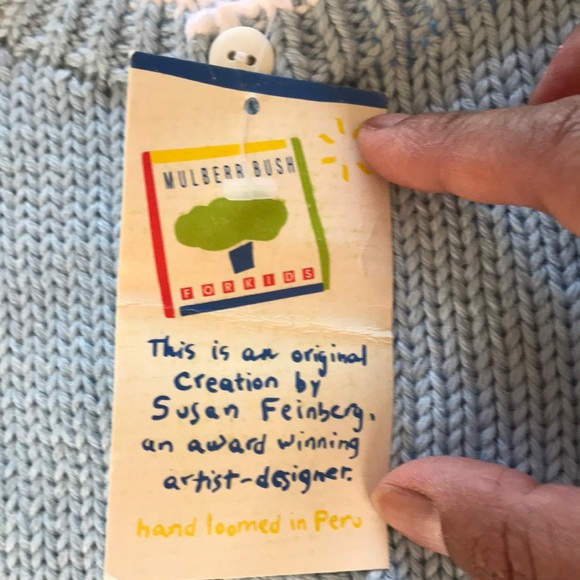 MULBERR BUSH
FOR KIDS
This is an original
Creation by
Susan Feinberg,
an award winning
artist-designer.
hand loomed in Peru